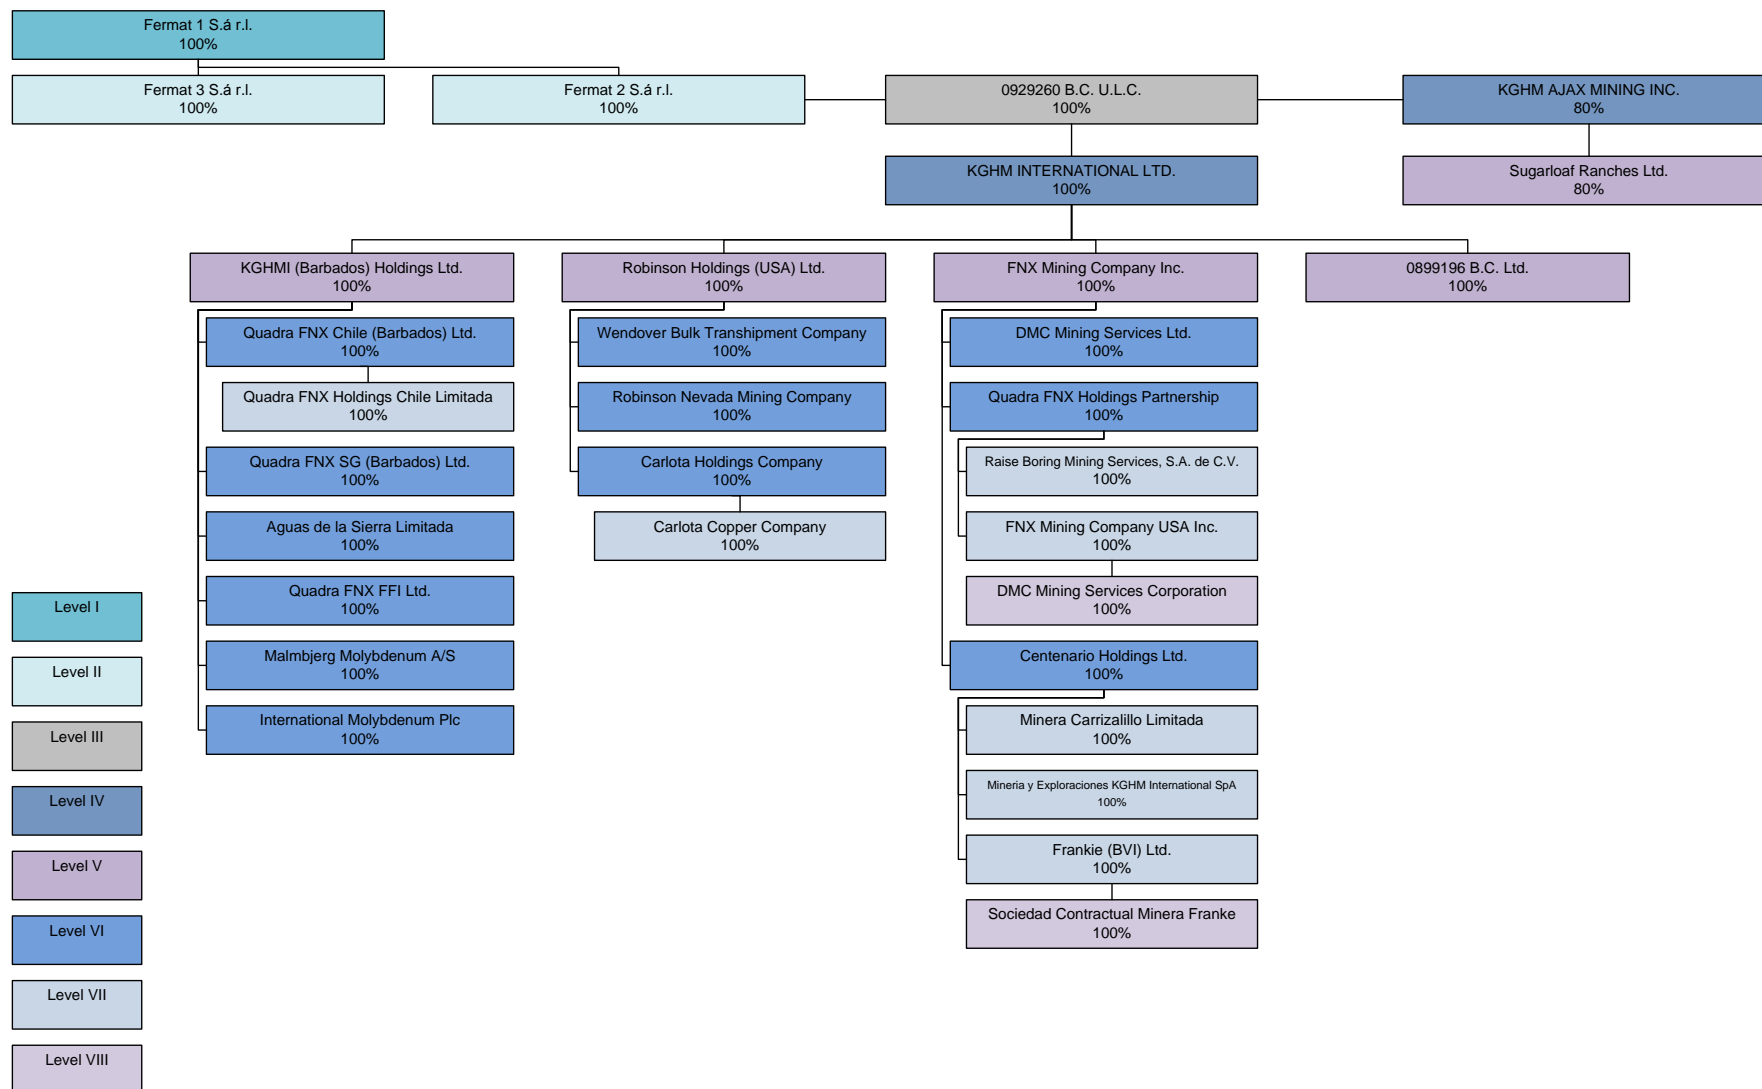 Fermat 1 S.á r.l.
100%
Fermat 3 S.á r.l.
100%
Fermat 2 S.á r.l.
100%
0929260 B.C. U.L.C.
100%
KGHM AJAX MINING INC.
80%
KGHM INTERNATIONAL LTD.
100%
Sugarloaf Ranches Ltd.
80%
KGHMI (Barbados) Holdings Ltd.
100%
Robinson Holdings (USA) Ltd.
100%
FNX Mining Company Inc.
100%
0899196 B.C. Ltd.
100%
Quadra FNX Chile (Barbados) Ltd.
100%
Quadra FNX Holdings Chile Limitada
100%
Quadra FNX SG (Barbados) Ltd.
100%
Aguas de la Sierra Limitada
100%
Quadra FNX FFI Ltd.
100%
Malmbjerg Molybdenum A/S
100%
International Molybdenum Plc
100%
Wendover Bulk Transhipment Company
100%
Robinson Nevada Mining Company
100%
Carlota Holdings Company
100%
Carlota Copper Company
100%
DMC Mining Services Ltd.
100%
Quadra FNX Holdings Partnership
100%
Raise Boring Mining Services, S.A. de C.V.
100%
FNX Mining Company USA Inc.
100%
DMC Mining Services Corporation
100%
Centenario Holdings Ltd.
100%
Minera Carrizalillo Limitada
100%
Mineria y Exploraciones KGHM International SpA
100%
Frankie (BVI) Ltd.
100%
Sociedad Contractual Minera Franke
100%
Level I
Level II
Level III
Level IV
Level V
Level VI
Level VII
Level VIII